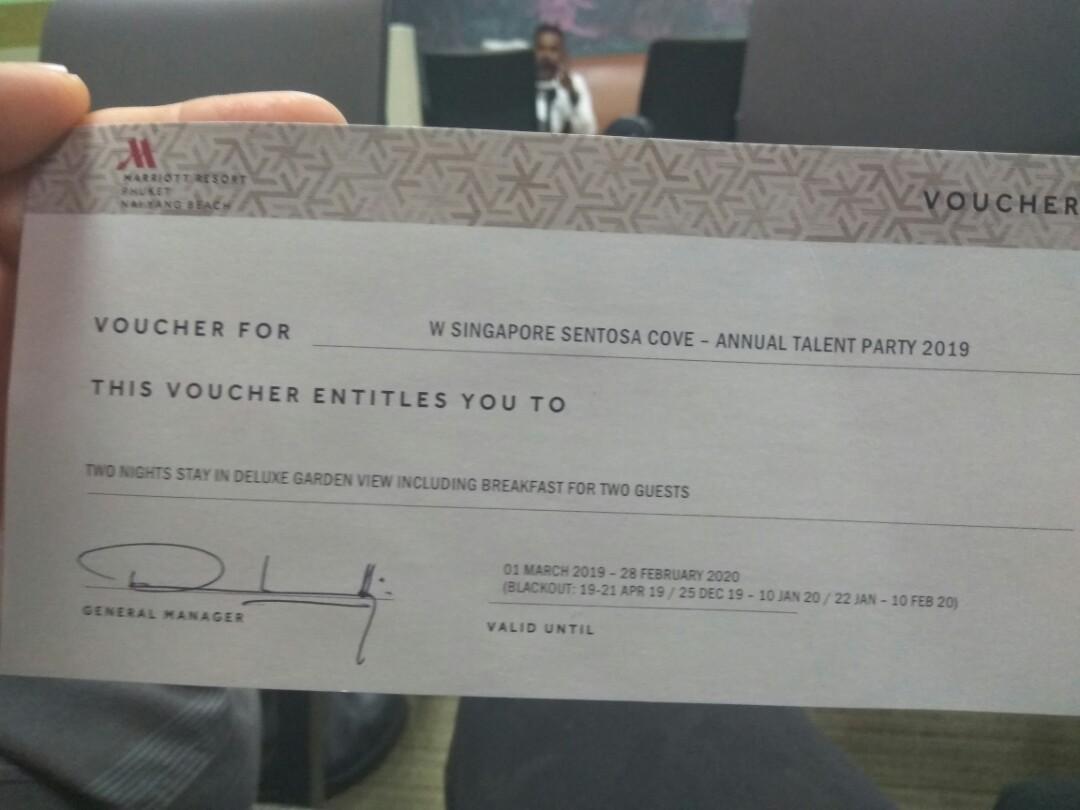 MARRIOTT RESORT
PHUKET
NAI YANG BEACH
VOUCHER
VOUCHER FOR W SINGAPORE SENTOSA COVE – ANNUAL TALENT PARTY 2019
THIS VOUCHER ENTITLES YOU TO
TWO NIGHTS STAY IN DELUXE GARDEN VIEW INCLUDING BREAKFAST FOR TWO GUESTS
01 MARCH 2019 – 28 FEBRUARY 2020
(BLACKOUT: 19-21 APR 19 / 25 DEC 19 – 10 JAN 20 / 22 JAN – 10 FEB 20)
GENERAL MANAGER
VALID UNTIL